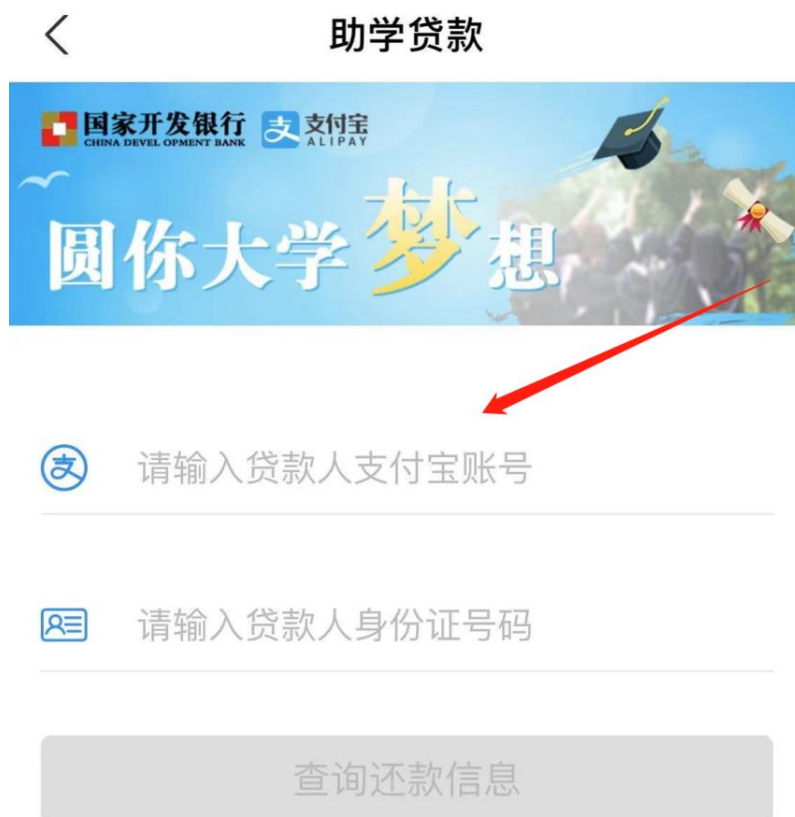 助学贷款
国家开发银行 支付宝
CHINA DEVEL OPMENT BANK ALIPAY
圆你大学梦想
支 请输入贷款人支付宝账号
请输入贷款人身份证号码
查询还款信息